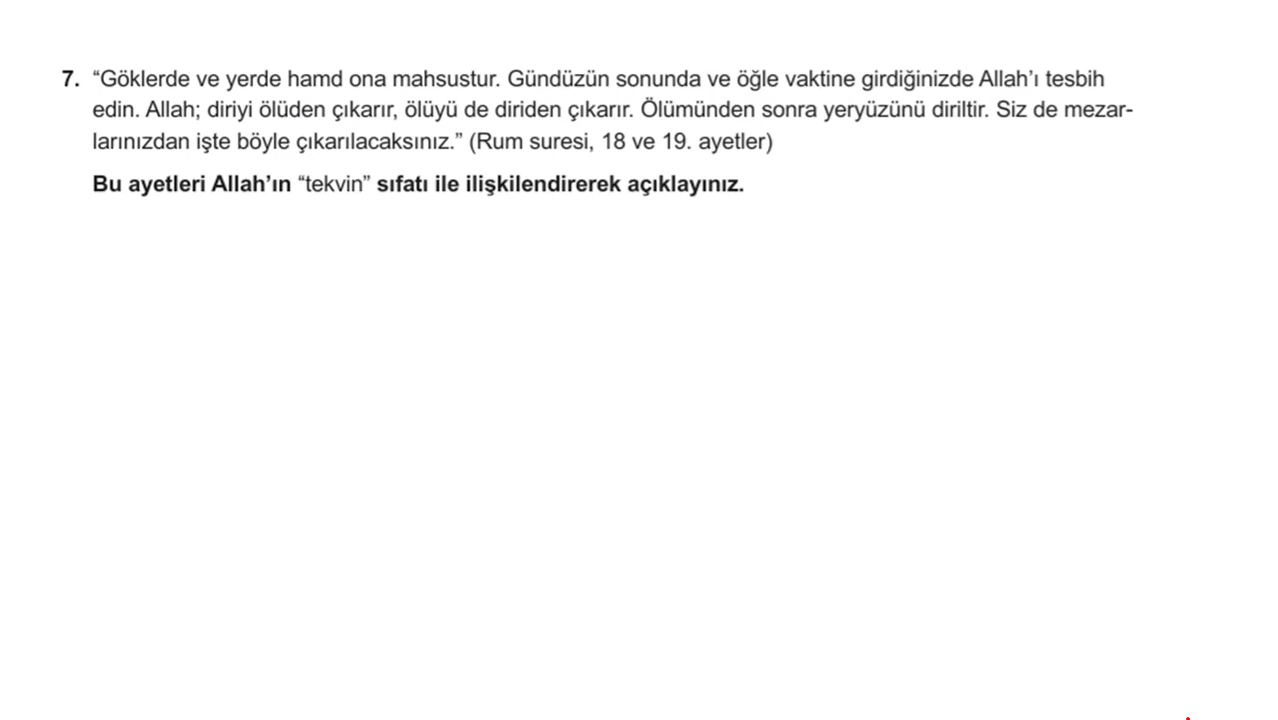 7. “Göklerde ve yerde hamd ona mahsustur. Gündüzün sonunda ve öğle vaktine girdiğinizde Allah’ı tesbih
edin. Allah; diriyi ölüden çıkarır, ölüyü de diriden çıkarır. Ölümünden sonra yeryüzünü diriltir. Siz de mezar-
larınızdan işte böyle çıkarılacaksınız.” (Rum suresi, 18 ve 19. ayetler)
Bu ayetleri Allah’ın “tekvin” sıfatı ile ilişkilendirerek açıklayınız.